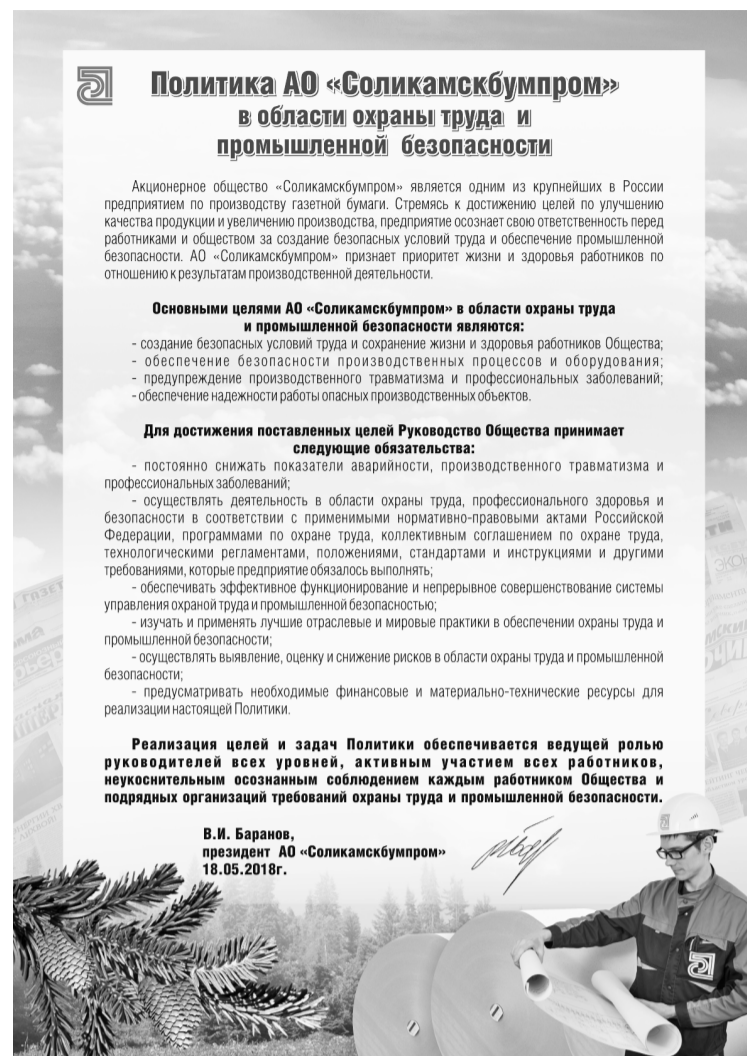 Политика АО «Соликамскбумпром»
в области охраны труда и
промышленной безопасности
Акционерное общество «Соликамскбумпром» является одним из крупнейших в России
предприятием по производству газетной бумаги. Стремясь к достижению целей по улучшению
качества продукции и увеличению производства, предприятие осознает свою ответственность перед
работниками и обществом за создание безопасных условий труда и обеспечение промышленной
безопасности. АО «Соликамскбумпром» признает приоритет жизни и здоровья работников по
отношению к результатам производственной деятельности.
Основными целями АО «Соликамскбумпром» в области охраны труда
и промышленной безопасности являются:
- создание безопасных условий труда и сохранение жизни и здоровья работников Общества;
- обеспечение безопасности производственных процессов и оборудования;
- предупреждение производственного травматизма и профессиональных заболеваний;
- обеспечение надежности работы опасных производственных объектов.
Для достижения поставленных целей Руководство Общества принимает
следующие обязательства:
- постоянно снижать показатели аварийности, производственного травматизма и
профессиональных заболеваний;
- осуществлять деятельность в области охраны труда, профессионального здоровья и
безопасности в соответствии с применимыми нормативно-правовыми актами Российской
Федерации, программами по охране труда, коллективным соглашением по охране труда,
технологическими регламентами, положениями, стандартами и инструкциями и другими
требованиями, которые предприятие обязалось выполнять;
- обеспечивать эффективное функционирование и непрерывное совершенствование системы
управления охраной труда и промышленной безопасностью;
- изучать и применять лучшие отраслевые и мировые практики в обеспечении охраны труда и
промышленной безопасности;
- осуществлять выявление, оценку и снижение рисков в области охраны труда и промышленной
безопасности;
- предусматривать необходимые финансовые и материально-технические ресурсы для
реализации настоящей Политики.
Реализация целей и задач Политики обеспечивается ведущей ролью
руководителей всех уровней, активным участием всех работников,
неукоснительным осознанным соблюдением каждым работником Общества и
подрядных организаций требований охраны труда и промышленной безопасности.
В.И. Баранов,
президент АО «Соликамскбумпром»
18.05.2018г.